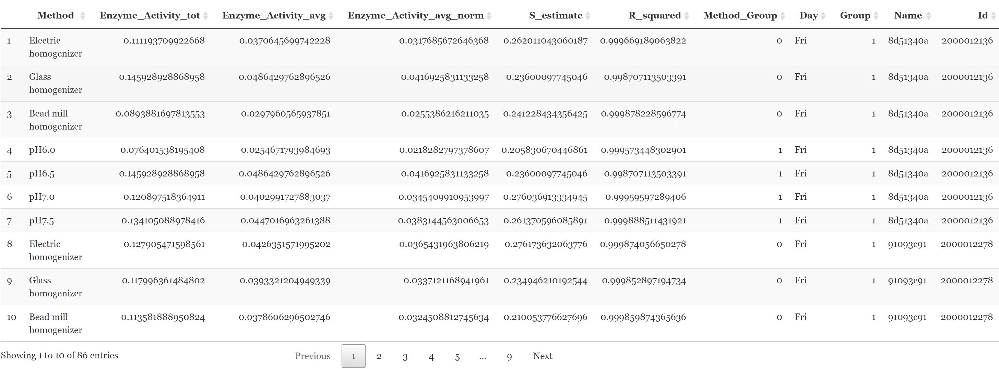 Method Enzyme_Activity_tot Enzyme_Activity_avg Enzyme_Activity_avg_norm S_estimate R_squared Method_Group Day Group Name Id
1 Electric homogenizer 0.111193709922668 0.0370645699742228 0.0317685672646368 0.262011043060187 0.999669189063822 0 Fri 1 8d51340a 2000012136
2 Glass homogenizer 0.145928928868958 0.0486429762896526 0.0416925831133258 0.23600097745046 0.998707113503391 0 Fri 1 8d51340a 2000012136
3 Bead mill homogenizer 0.0893881697813553 0.0297960565937851 0.0255386216211035 0.241228434356425 0.999878228596774 0 Fri 1 8d51340a 2000012136
4 pH6.0 0.076401538195408 0.0254671793984693 0.0218282797378607 0.205830670446861 0.999573448302901 1 Fri 1 8d51340a 2000012136
5 pH6.5 0.145928928868958 0.0486429762896526 0.0416925831133258 0.23600097745046 0.998707113503391 1 Fri 1 8d51340a 2000012136
6 pH7.0 0.120897518364911 0.0402991727883037 0.0345409910953997 0.276036913334945 0.99959597289406 1 Fri 1 8d51340a 2000012136
7 pH7.5 0.134105088978416 0.0447016963261388 0.0383144563006653 0.261370596085891 0.999888511431921 1 Fri 1 8d51340a 2000012136
8 Electric homogenizer 0.127905471598561 0.0426351571995202 0.0365431963806219 0.276173632063776 0.999874056650278 0 Fri 1 91093c91 2000012278
9 Glass homogenizer 0.117996361484802 0.0393321204949339 0.0337121168941961 0.234946210192544 0.999852897194734 0 Fri 1 91093c91 2000012278
10 Bead mill homogenizer 0.113581888950824 0.0378606296502746 0.0324508812745634 0.210053776627696 0.999859874365636 0 Fri 1 91093c91 2000012278
Showing 1 to 10 of 86 entries Previous 1 2 3 4 5 ... 9 Next